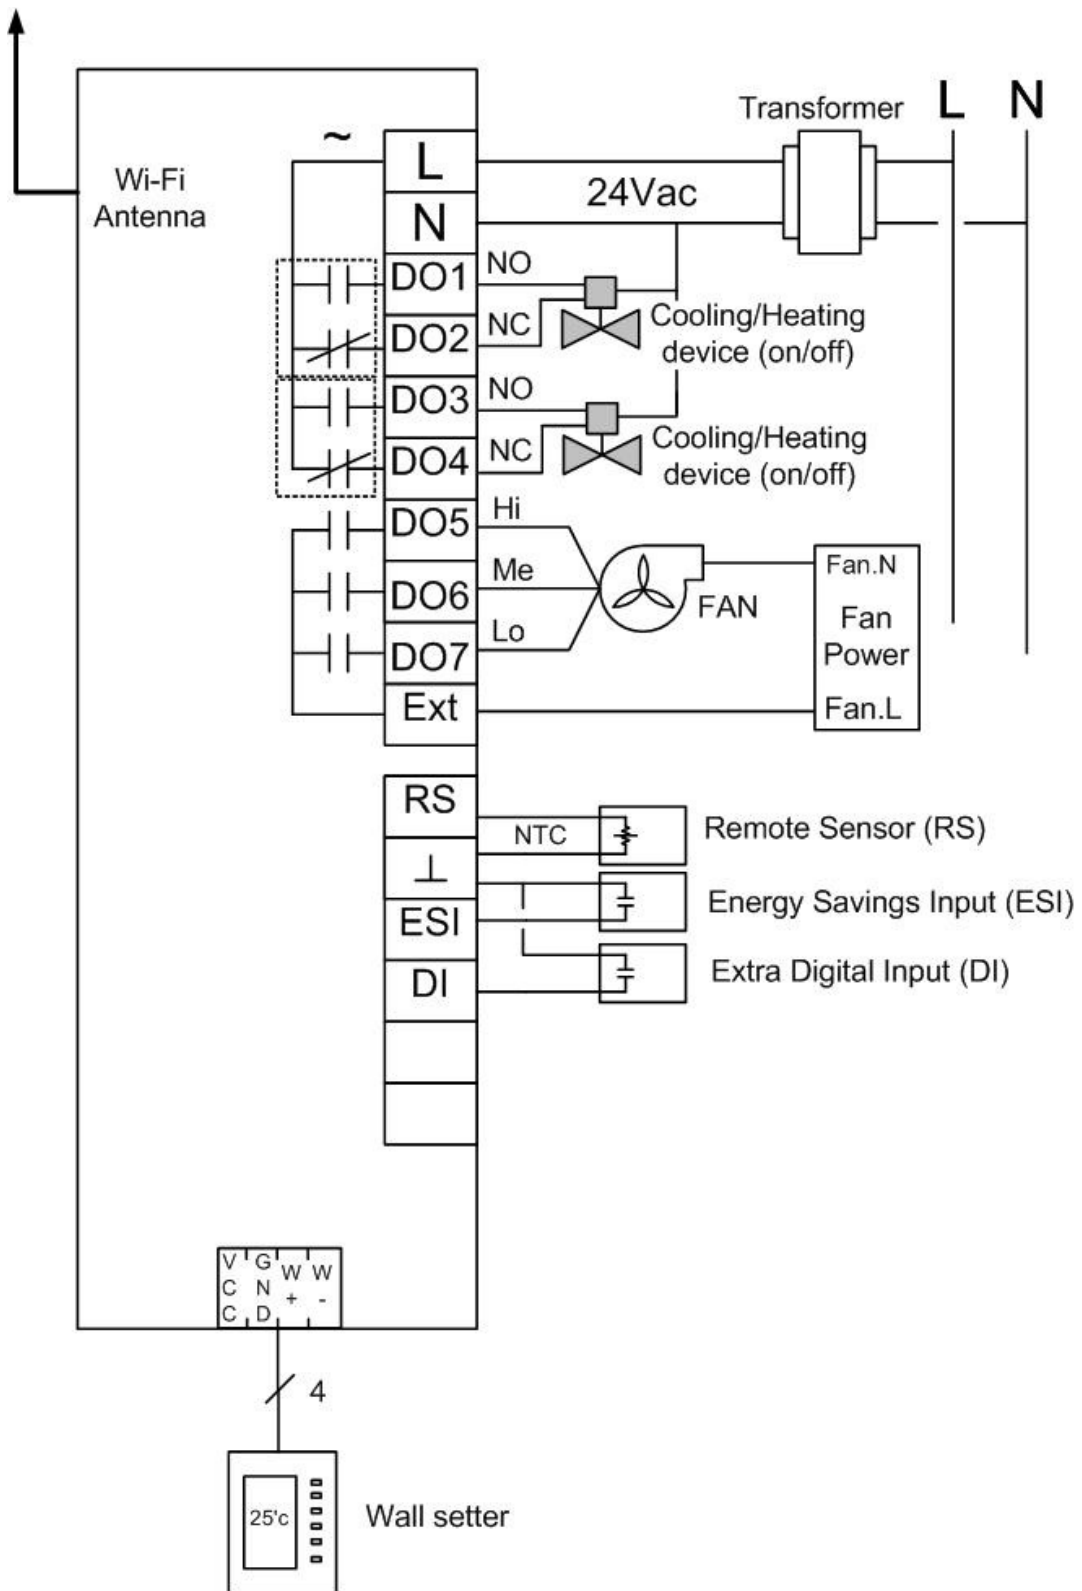 Transformer
L
N
~
L
Wi-Fi
Antenna
24Vac
N
DO1
NO
DO2
NC
Cooling/Heating
device (on/off)
DO3
NO
DO4
NC
Cooling/Heating
device (on/off)
DO5
Hi
DO6
Me
FAN
DO7
Lo
Fan.N
Fan
Power
Fan.L
Ext
RS
NTC
Remote Sensor (RS)
⊥
ESI
Energy Savings Input (ESI)
DI
Extra Digital Input (DI)
VCC
GND
W+
W-
4
25'c
Wall setter